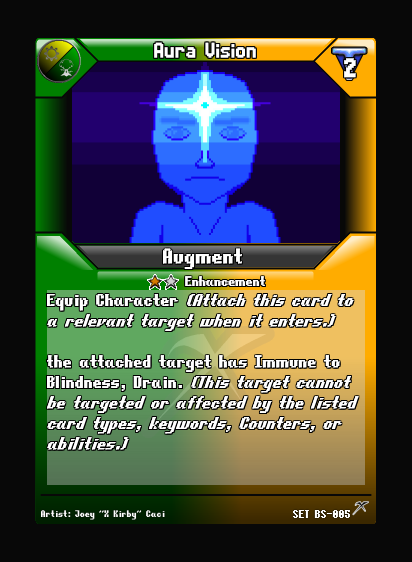 Aura Vision
2
Augment
Enhancement
Equip Character (Attach this card to
a relevant target when it enters.)
the attached target has Immune to
Blindness, Drain. (This target cannot
be targeted or affected by the listed
card types, keywords, Counters, or
abilities.)
Artist: Joey "X Kirby" Caci
SET BS-005